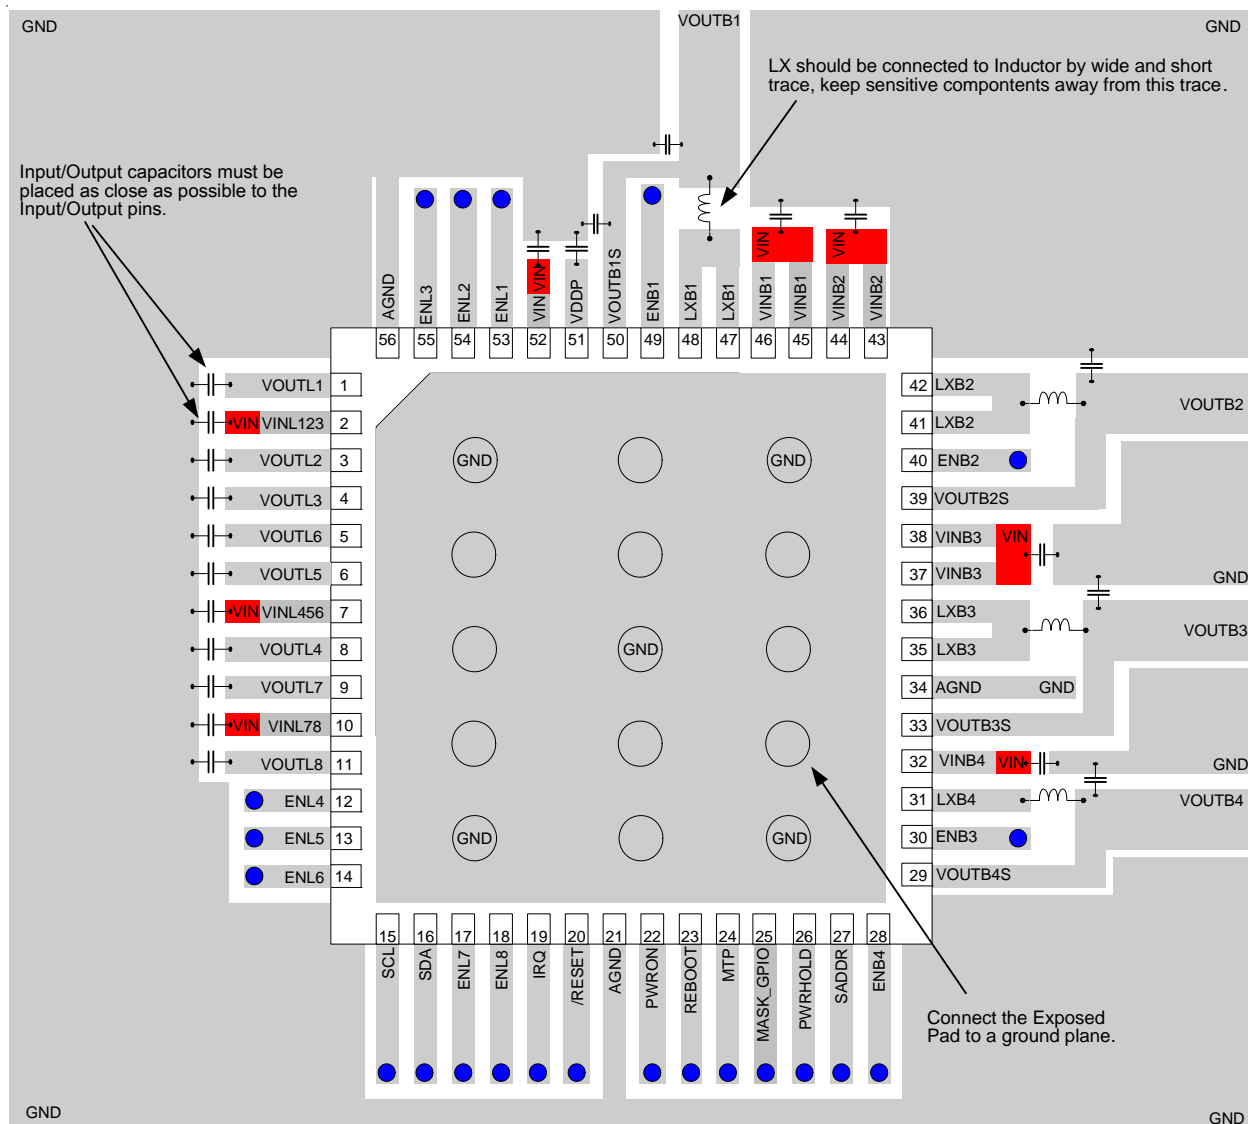 GND
VOUTB1
GND
LX should be connected to Inductor by wide and short
trace, keep sensitive compontents away from this trace.
Input/Output capacitors must be
placed as close as possible to the
Input/Output pins.
AGND
ENL3
ENL2
ENL1
VIN VIN
VDDP
VOUTB1S
ENB1
LXB1
LXB1
VIN
VINB1
VINB1
VIN
VINB2
VINB2
56 55 54 53 52 51 50 49 48 47 46 45 44 43
VOUTL1 1
VIN VINL123 2
VOUTL2 3
VOUTL3 4
VOUTL6 5
VOUTL5 6
VIN VINL456 7
VOUTL4 8
VOUTL7 9
VIN VINL78 10
VOUTL8 11
ENL4 12
ENL5 13
ENL6 14
GND GND
GND
GND GND
42 LXB2
VOUTB2
41 LXB2
40 ENB2
39 VOUTB2S
38 VINB3 VIN
37 VINB3
GND
36 LXB3
VOUTB3
35 LXB3
34 AGND GND
33 VOUTB3S
32 VINB4 VIN
GND
31 LXB4
VOUTB4
30 ENB3
29 VOUTB4S
15 16 17 18 19 20 21 22 23 24 25 26 27 28
SCL
SDA
ENL7
ENL8
IRQ
/RESET
AGND
PWRON
REBOOT
MTP
MASK_GPIO
PWRHOLD
SADDR
ENB4
Connect the Exposed
Pad to a ground plane.
GND
GND